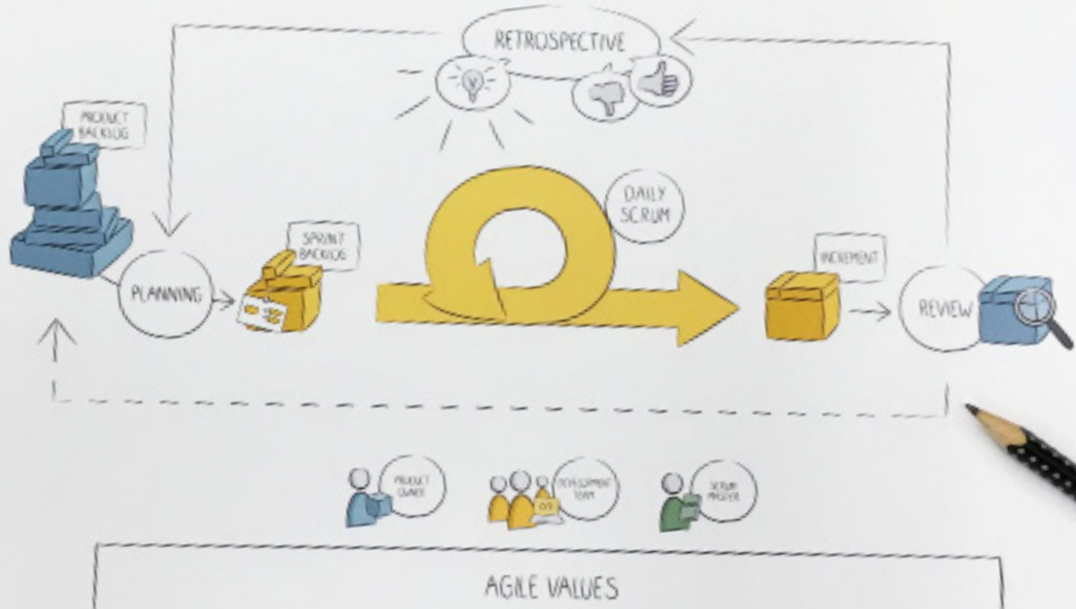 RETROSPECTIVE
PRODUCT
BACKLOG
DAILY
SCRUM
SPRINT
BACKLOG
INCREMENT
PLANNING
REVIEW
PRODUCT
OWNER
DEVELOPMENT
TEAM
SCRUM
MASTER
AGILE VALUES